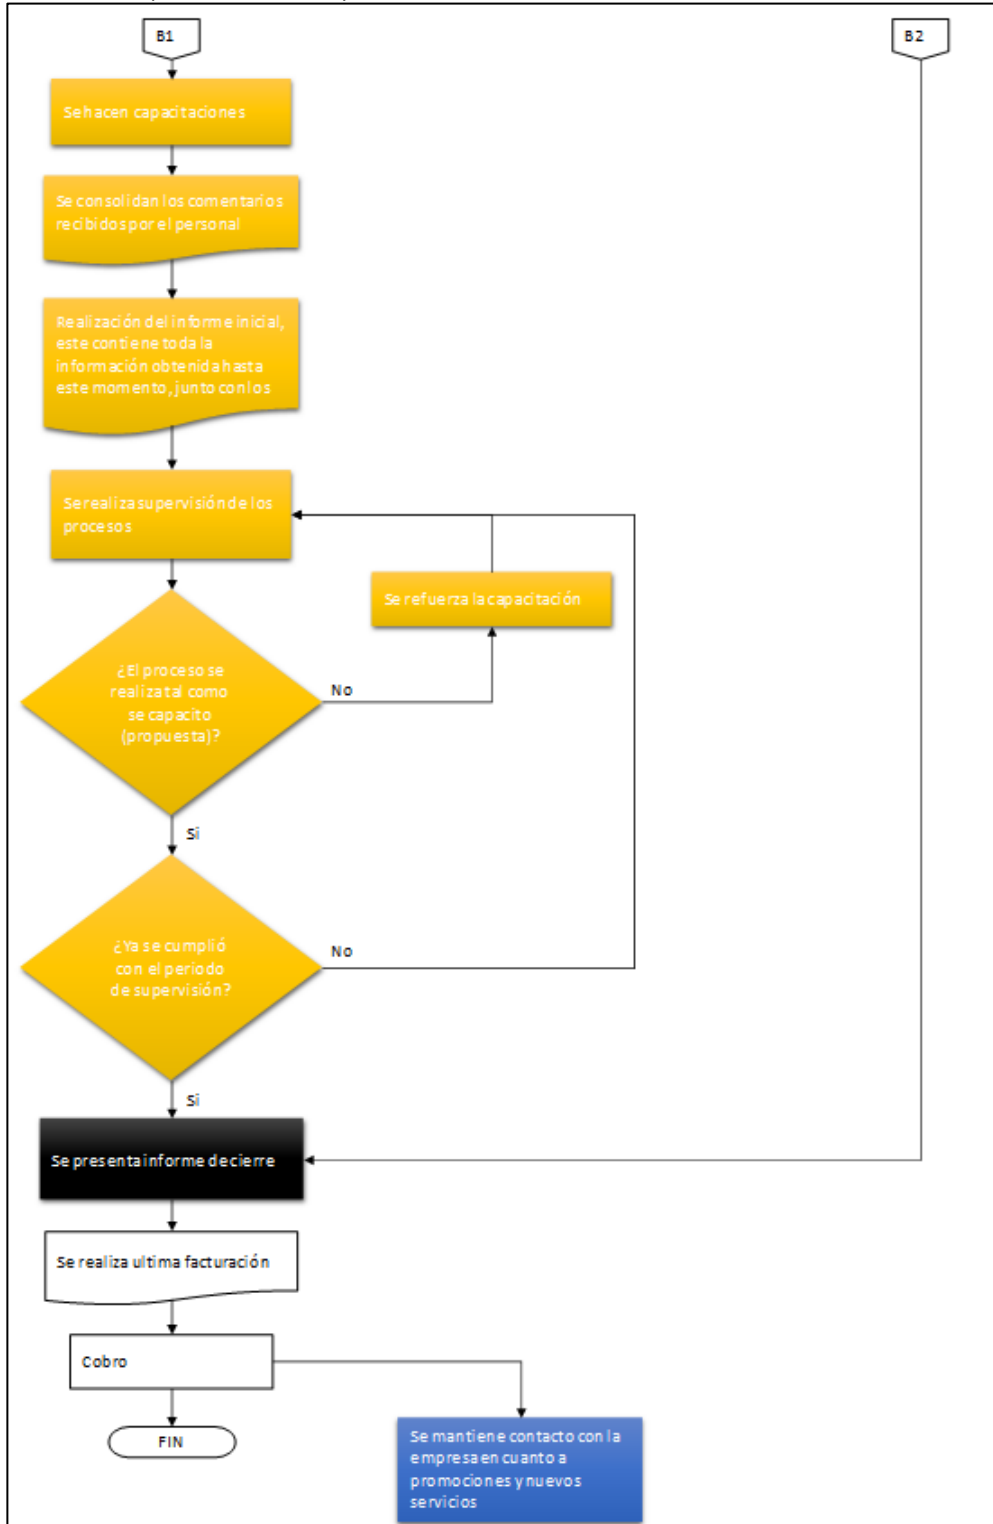 B1
B2
Se hacen capacitaciones
Se consolidan los comentarios
recibidos por el personal
Realización del informe inicial,
este contiene toda la
información obtenida hasta
este momento, junto con los
Se realiza supervisión de los
procesos
Se refuerza la capacitación
¿El proceso se
realiza tal como
se capacito
(propuesta)?
No
Si
¿Ya se cumplió
con el periodo
de supervisión?
No
Si
Se presenta informe de cierre
Se realiza ultima facturación
Cobro
FIN
Se mantiene contacto con la
empresa en cuanto a
promociones y nuevos
servicios